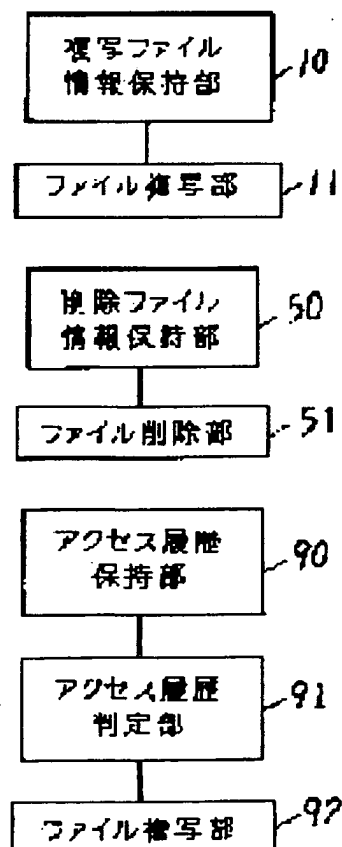 複写ファイル
情報保持部
10
ファイル複写部
11
削除ファイル
情報保持部
50
ファイル削除部
51
アクセス履歴
保持部
90
アクセス履歴
判定部
91
ファイル複写部
92